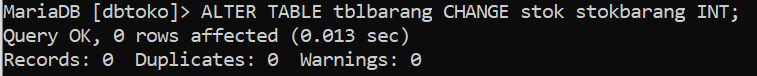 MariaDB [dbtoko]> ALTER TABLE tblbarang CHANGE stok stokbarang INT;
Query OK, 0 rows affected (0.013 sec)
Records: 0  Duplicates: 0  Warnings: 0